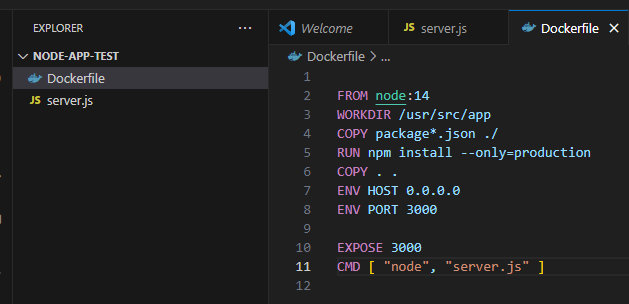 EXPLORER
...
NODE-APP-TEST
Dockerfile
JS server.js
Welcome
JS server.js
Dockerfile
Dockerfile > ...
1
2 FROM node:14
3 WORKDIR /usr/src/app
4 COPY package*.json ./
5 RUN npm install --only=production
6 COPY . .
7 ENV HOST 0.0.0.0
8 ENV PORT 3000
9
10 EXPOSE 3000
11 CMD [ "node", "server.js" ]
12